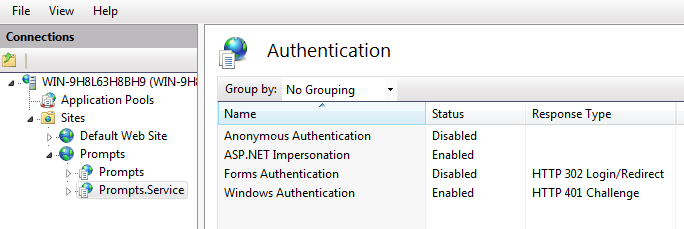 File View Help
Connections
WIN-9H8L63H8BH9 (WIN-9H
Application Pools
Sites
Default Web Site
Prompts
Prompts
Prompts.Service
Authentication
Group by: No Grouping
Name Status Response Type
Anonymous Authentication Disabled
ASP.NET Impersonation Enabled
Forms Authentication Disabled HTTP 302 Login/Redirect
Windows Authentication Enabled HTTP 401 Challenge